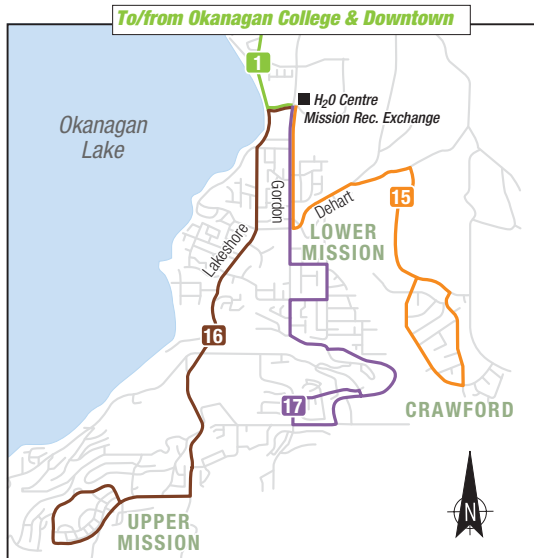 To/from Okanagan College & Downtown
1
H₂0 Centre
Mission Rec. Exchange
Okanagan
Lake
Gordon
Dehart
15
LOWER
MISSION
Lakeshore
16
17
CRAWFORD
N
UPPER
MISSION